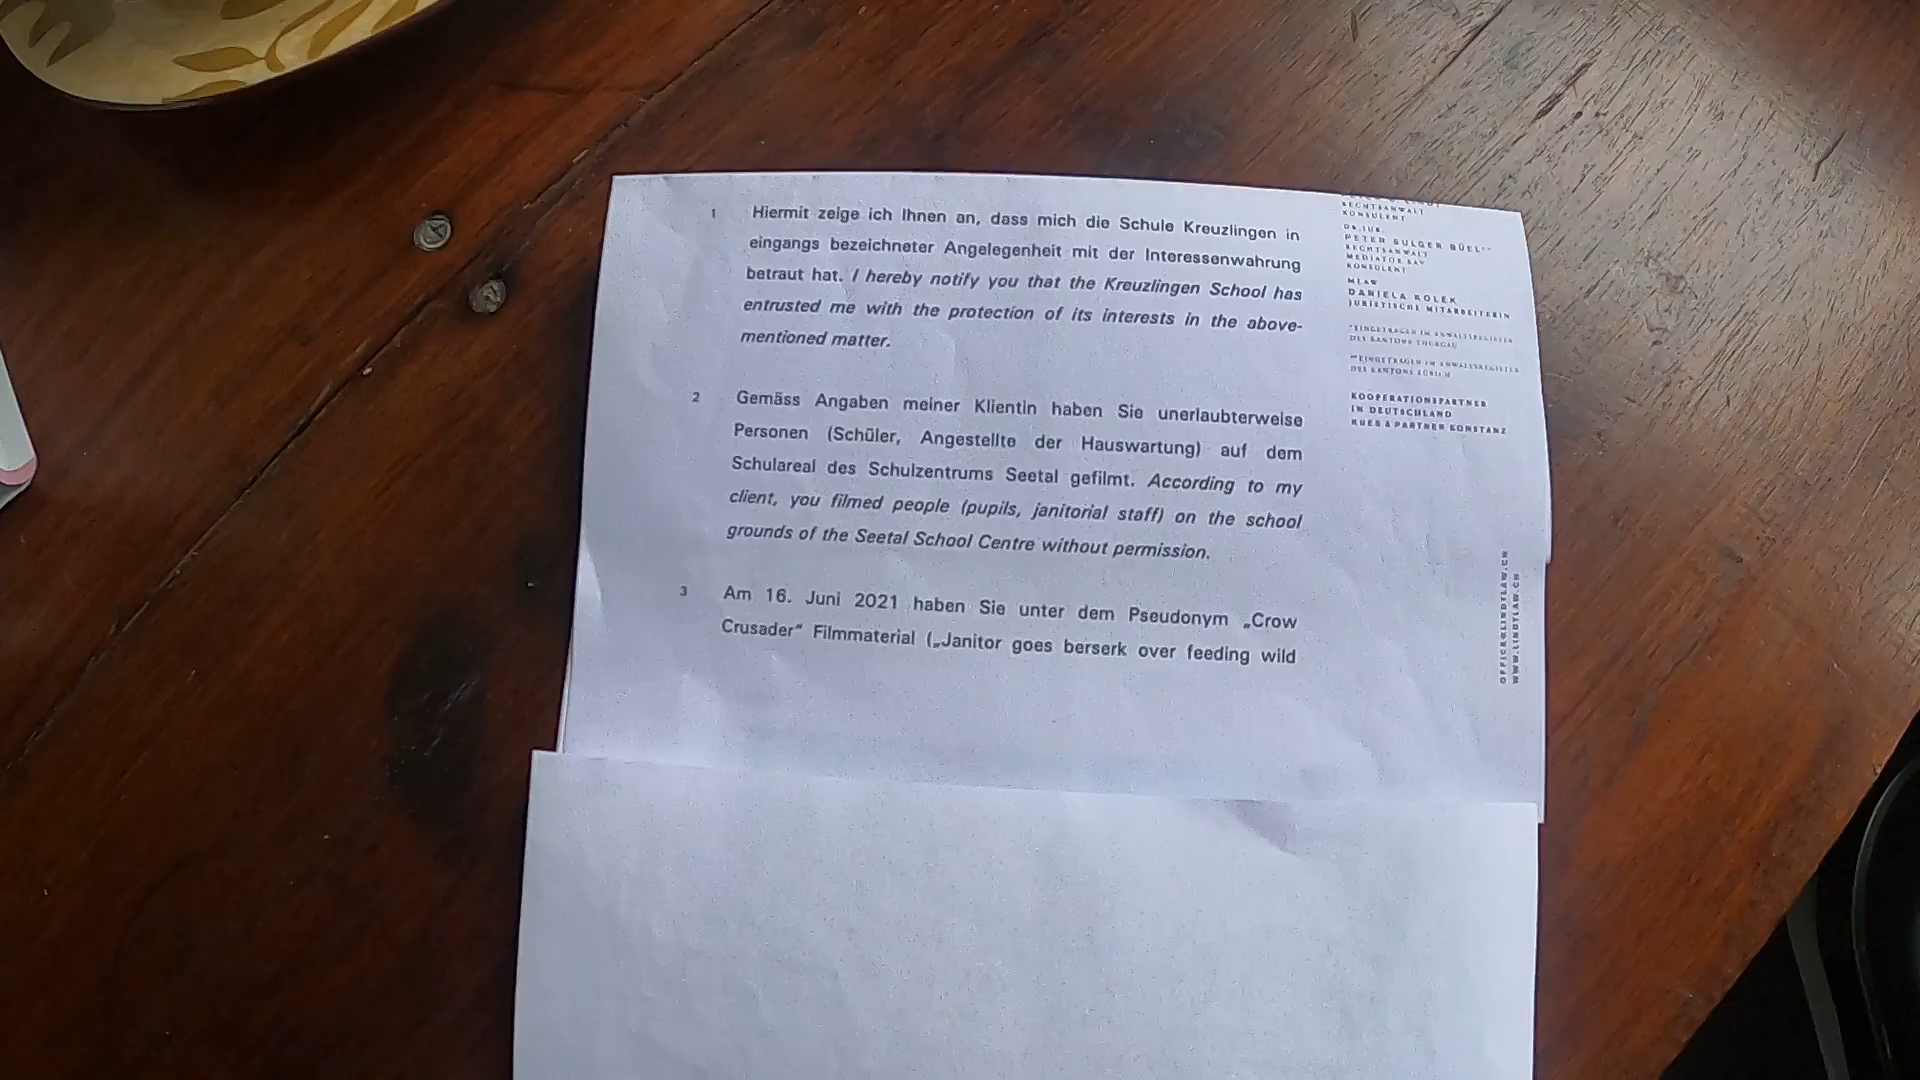 1 Hiermit zeige ich Ihnen an, dass mich die Schule Kreuzlingen in
eingangs bezeichneter Angelegenheit mit der Interessenwahrung
betraut hat. I hereby notify you that the Kreuzlingen School has
entrusted me with the protection of its interests in the above-
mentioned matter.
2 Gemäss Angaben meiner Klientin haben Sie unerlaubterweise
Personen (Schüler, Angestellte der Hauswartung) auf dem
Schulareal des Schulzentrums Seetal gefilmt. According to my
client, you filmed people (pupils, janitorial staff) on the school
grounds of the Seetal School Centre without permission.
3 Am 16. Juni 2021 haben Sie unter dem Pseudonym „Crow
Crusader“ Filmmaterial („Janitor goes berserk over feeding wild
RECHTSANWALT
KONSULENT
DR. IUR.
PETER SULGER BÜEL**
RECHTSANWALT
MEDIATOR SAV
KONSULENT
MLAW
DANIELA KOLEK
JURISTISCHE MITARBEITERIN
*EINGETRAGEN IM ANWALTSREGISTER
DES KANTONS THURGAU
**EINGETRAGEN IM ANWALTSREGISTER
DES KANTONS ZÜRICH
KOOPERATIONSPARTNER
IN DEUTSCHLAND
KUES & PARTNER KONSTANZ
OFFICE@LINDTLAW.CH
WWW.LINDTLAW.CH